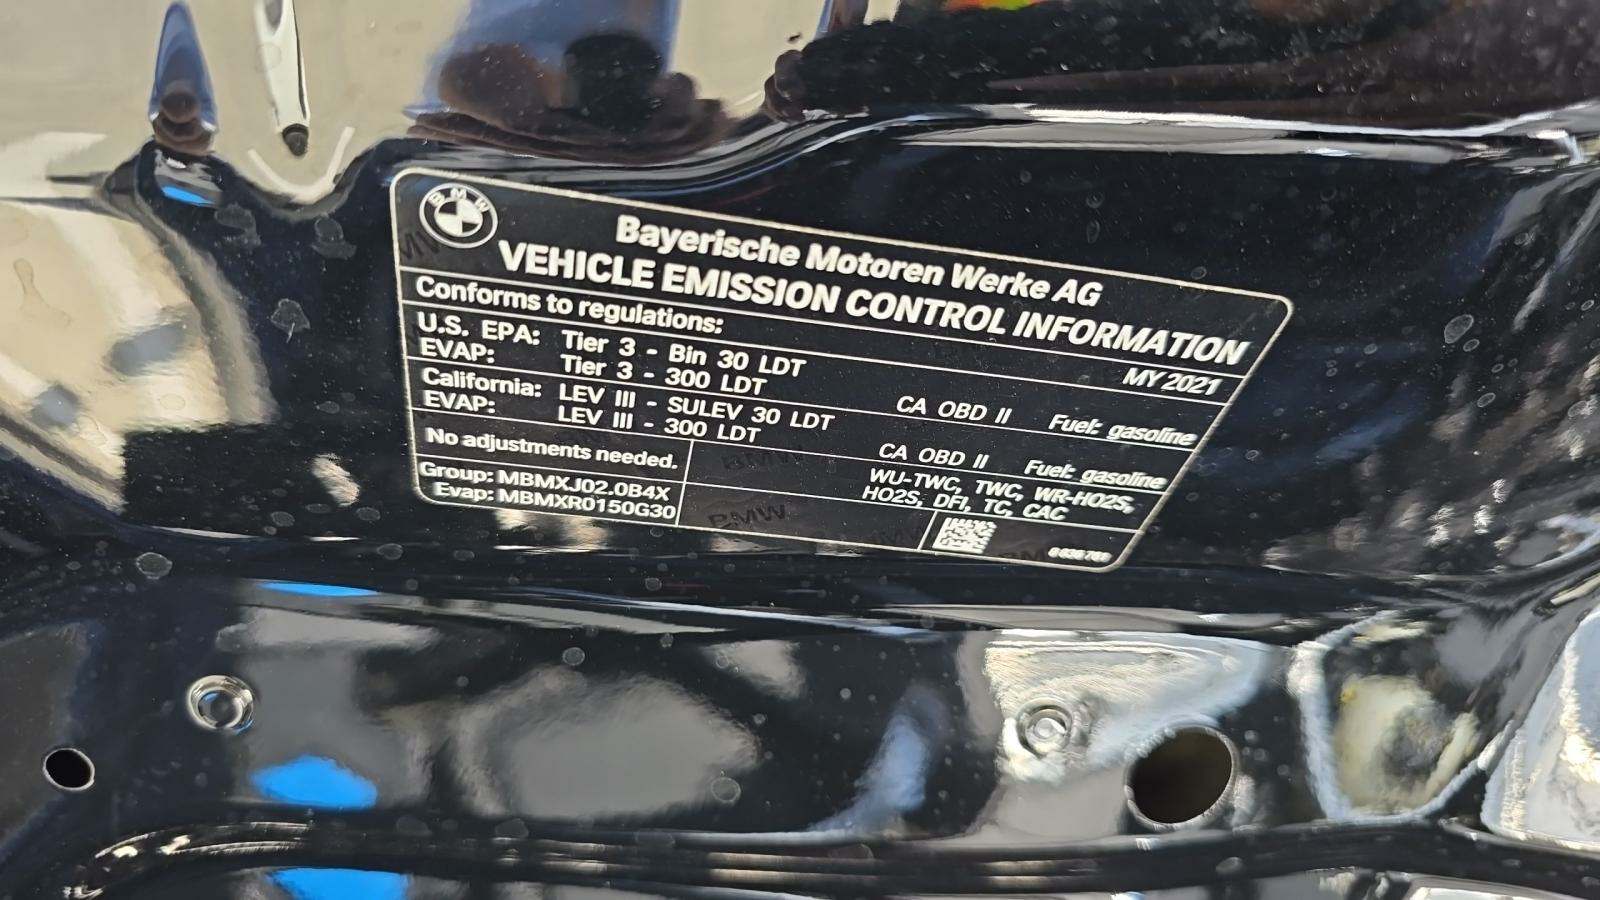 BMW
Bayerische Motoren Werke AG
VEHICLE EMISSION CONTROL INFORMATION
Conforms to regulations:
MY 2021
U.S. EPA: Tier 3 - Bin 30 LDT CA OBD II Fuel: gasoline
EVAP: Tier 3 - 300 LDT
California: LEV III - SULEV 30 LDT CA OBD II Fuel: gasoline
EVAP: LEV III - 300 LDT
No adjustments needed.
WU-TWC, TWC, WR-HO2S,
HO2S, DFI, TC, CAC
Group: MBMXJ02.0B4X
Evap: MBMXR0150G30
BMW
BMW